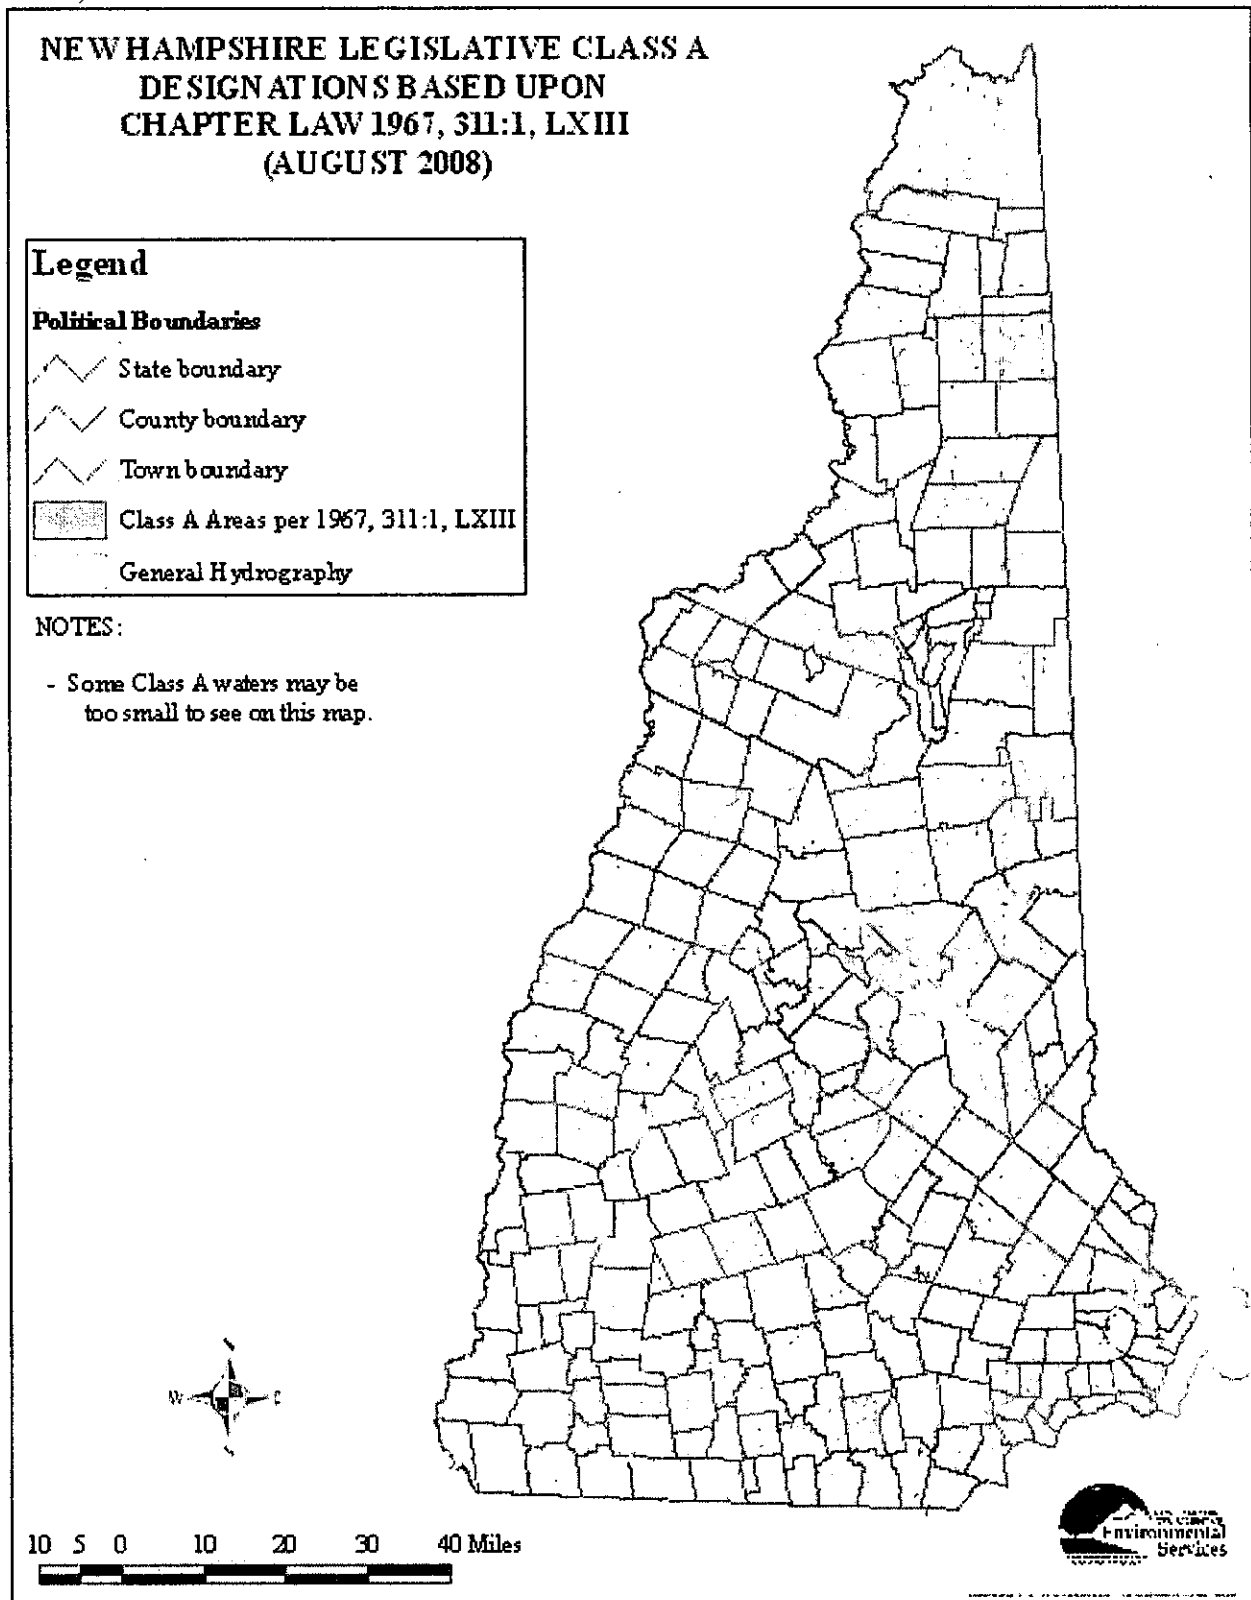 NEW HAMPSHIRE LEGISLATIVE CLASS A
DESIGNATIONS BASED UPON
CHAPTER LAW 1967, 311:1, LXIII
(AUGUST 2008)
Legend
Political Boundaries
State boundary
County boundary
Town boundary
Class A Areas per 1967, 311:1, LXIII
General Hydrography
NOTES:
- Some Class A waters may be
too small to see on this map.
W E
10 5 0 10 20 30 40 Miles
Environmental
Services